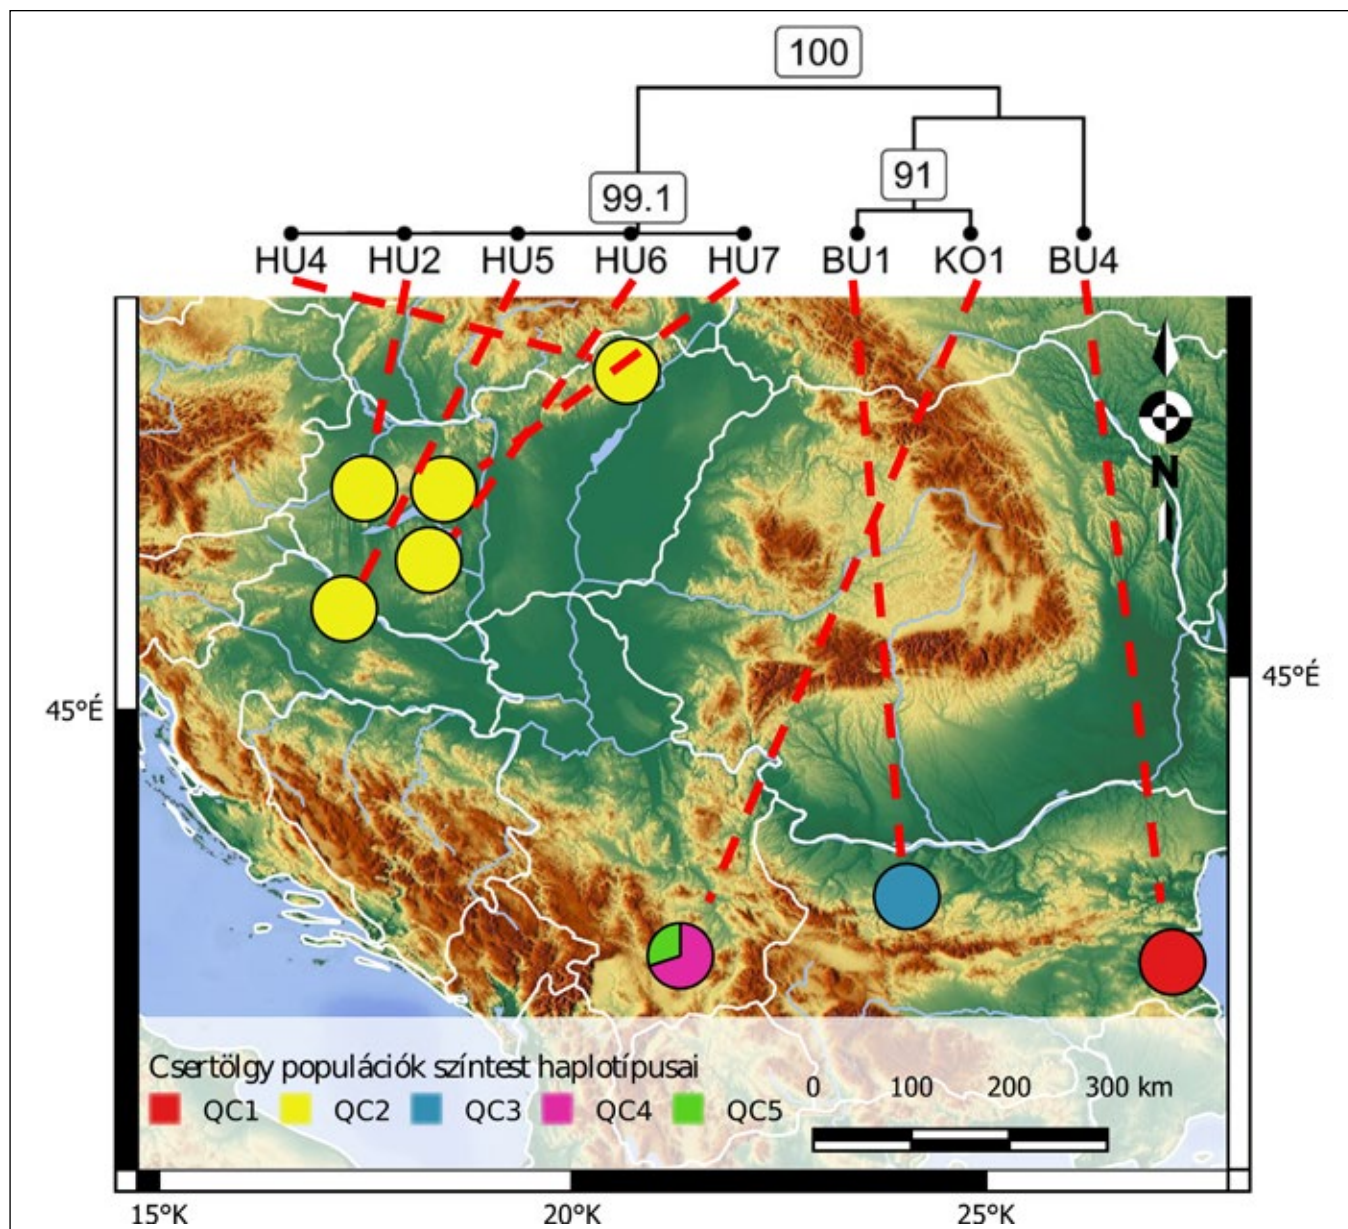 100
91
99.1
HU4 HU2 HU5 HU6 HU7 BU1 KO1 BU4
N
45°É 45°É
Csertölgy populációk színtest haplotípusai
0 100 200 300 km
QC1 QC2 QC3 QC4 QC5
15°K 20°K 25°K